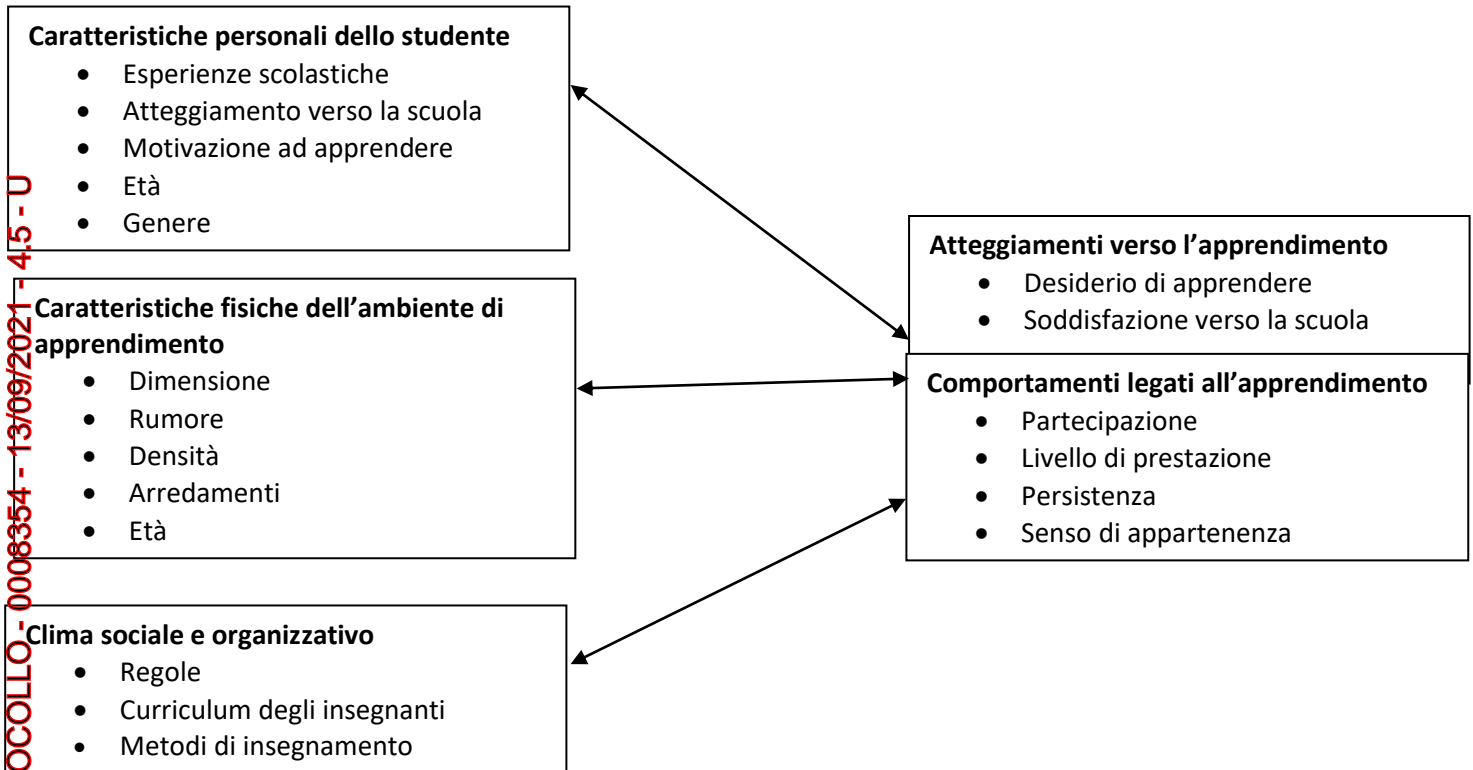 Caratteristiche personali dello studente
• Esperienze scolastiche
• Atteggiamento verso la scuola
• Motivazione ad apprendere
• Età
• Genere
Caratteristiche fisiche dell’ambiente di
apprendimento
• Dimensione
• Rumore
• Densità
• Arredamenti
• Età
Clima sociale e organizzativo
• Regole
• Curriculum degli insegnanti
• Metodi di insegnamento
Atteggiamenti verso l’apprendimento
• Desiderio di apprendere
• Soddisfazione verso la scuola
Comportamenti legati all’apprendimento
• Partecipazione
• Livello di prestazione
• Persistenza
• Senso di appartenenza
OCOLLO - 0008354 - 13/09/2021 - 4.5 - U